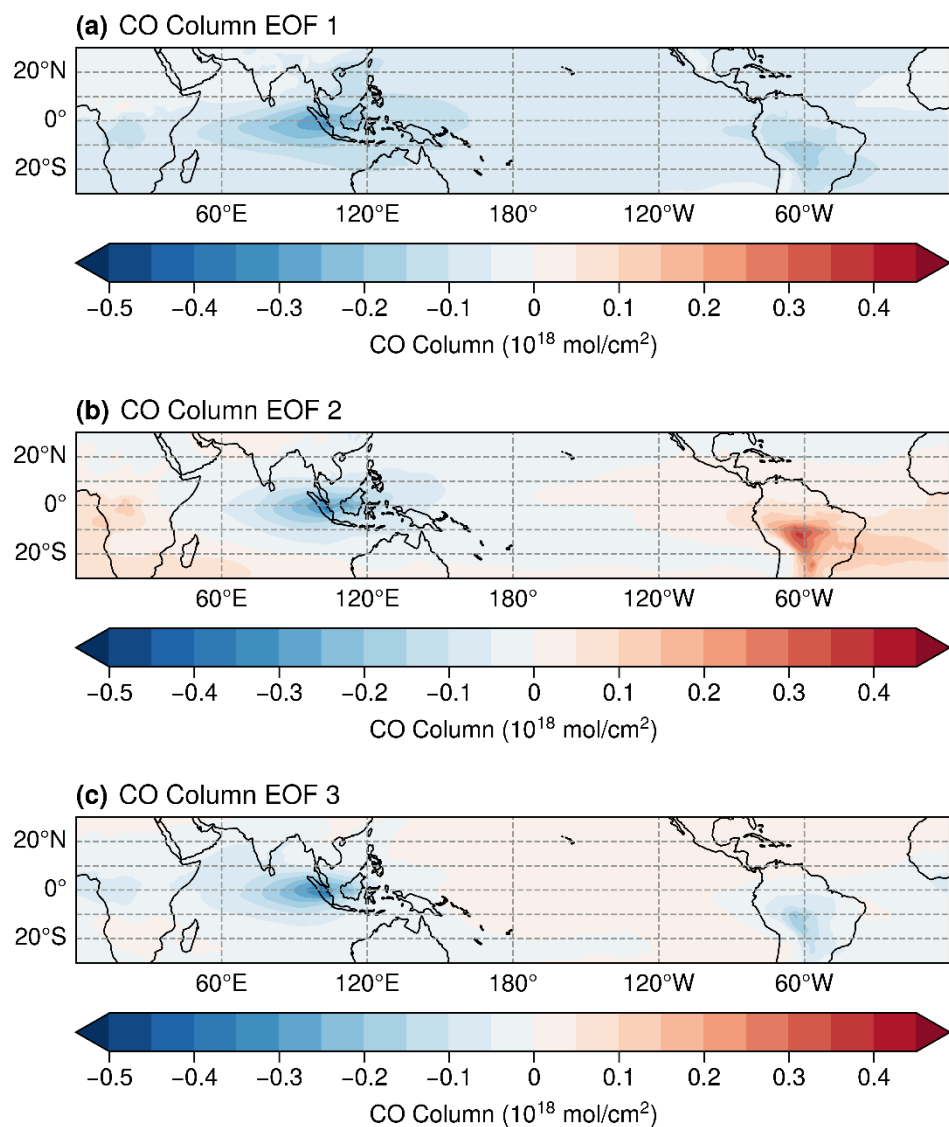 (a) CO Column EOF 1
20°N
0°
20°S
60°E 120°E 180° 120°W 60°W
−0.5 −0.4 −0.3 −0.2 −0.1 0 0.1 0.2 0.3 0.4
CO Column (10¹⁸ mol/cm²)
(b) CO Column EOF 2
20°N
0°
20°S
60°E 120°E 180° 120°W 60°W
−0.5 −0.4 −0.3 −0.2 −0.1 0 0.1 0.2 0.3 0.4
CO Column (10¹⁸ mol/cm²)
(c) CO Column EOF 3
20°N
0°
20°S
60°E 120°E 180° 120°W 60°W
−0.5 −0.4 −0.3 −0.2 −0.1 0 0.1 0.2 0.3 0.4
CO Column (10¹⁸ mol/cm²)